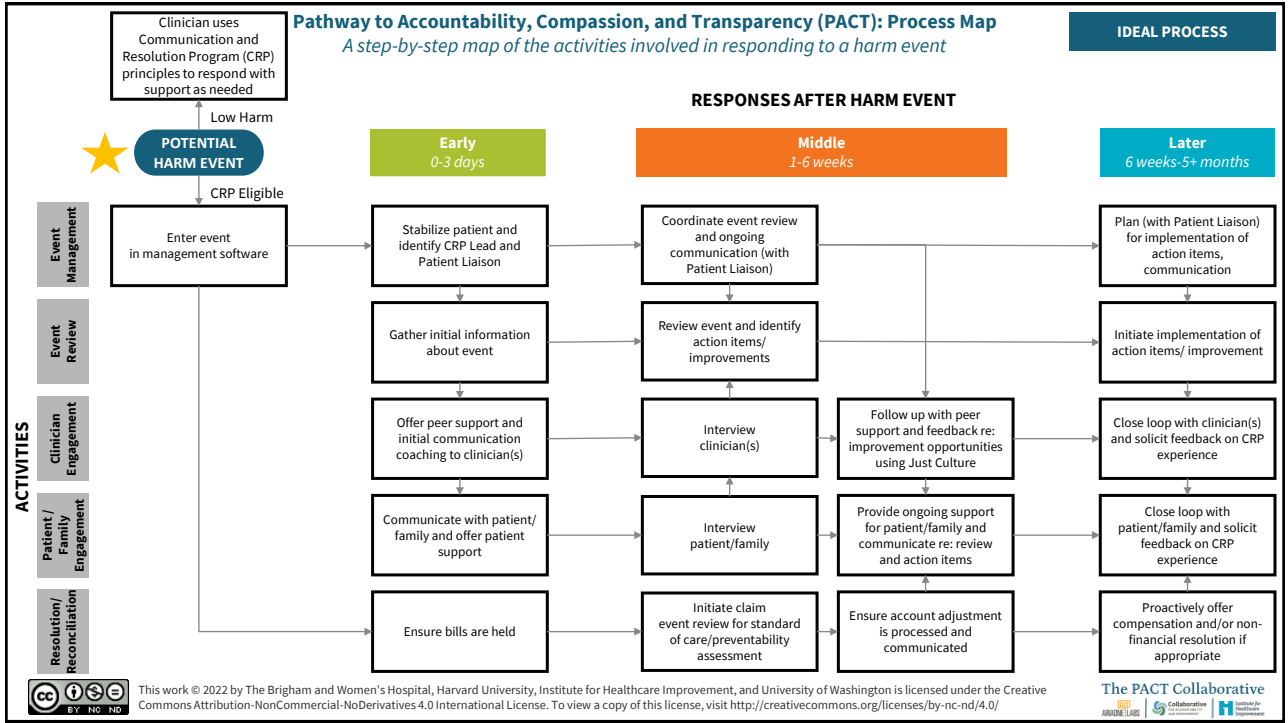 Clinician uses
Communication and
Resolution Program (CRP)
principles to respond with
support as needed
Pathway to Accountability, Compassion, and Transparency (PACT): Process Map
A step-by-step map of the activities involved in responding to a harm event
IDEAL PROCESS
RESPONSES AFTER HARM EVENT
Low Harm
POTENTIAL
HARM EVENT
CRP Eligible
Early
0-3 days
Middle
1-6 weeks
Later
6 weeks-5+ months
ACTIVITIES
Event
Management
Enter event
in management software
Stabilize patient and
identify CRP Lead and
Patient Liaison
Coordinate event review
and ongoing
communication (with
Patient Liaison)
Plan (with Patient Liaison)
for implementation of
action items,
communication
Event
Review
Gather initial information
about event
Review event and identify
action items/
improvements
Initiate implementation of
action items/ improvement
Clinician
Engagement
Offer peer support and
initial communication
coaching to clinician(s)
Interview
clinician(s)
Follow up with peer
support and feedback re:
improvement opportunities
using Just Culture
Close loop with clinician(s)
and solicit feedback on CRP
experience
Patient /
Family
Engagement
Communicate with patient/
family and offer patient
support
Interview
patient/family
Provide ongoing support
for patient/family and
communicate re: review
and action items
Close loop with
patient/family and solicit
feedback on CRP
experience
Resolution/
Reconciliation
Ensure bills are held
Initiate claim
event review for standard
of care/preventability
assessment
Ensure account adjustment
is processed and
communicated
Proactively offer
compensation and/or non-
financial resolution if
appropriate
cc
BY NC ND
This work © 2022 by The Brigham and Women's Hospital, Harvard University, Institute for Healthcare Improvement, and University of Washington is licensed under the Creative
Commons Attribution-NonCommercial-NoDerivatives 4.0 International License. To view a copy of this license, visit http://creativecommons.org/licenses/by-nc-nd/4.0/
The PACT Collaborative
ARIADNE LABS
Collaborative
Institute for
Healthcare
Improvement